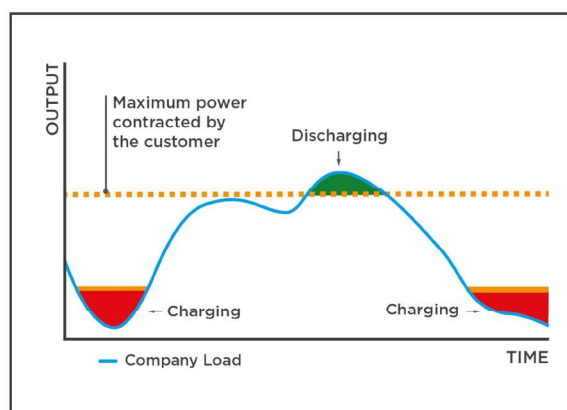 OUTPUT
Maximum power
contracted by
the customer
Discharging
Charging
Charging
Company Load
TIME